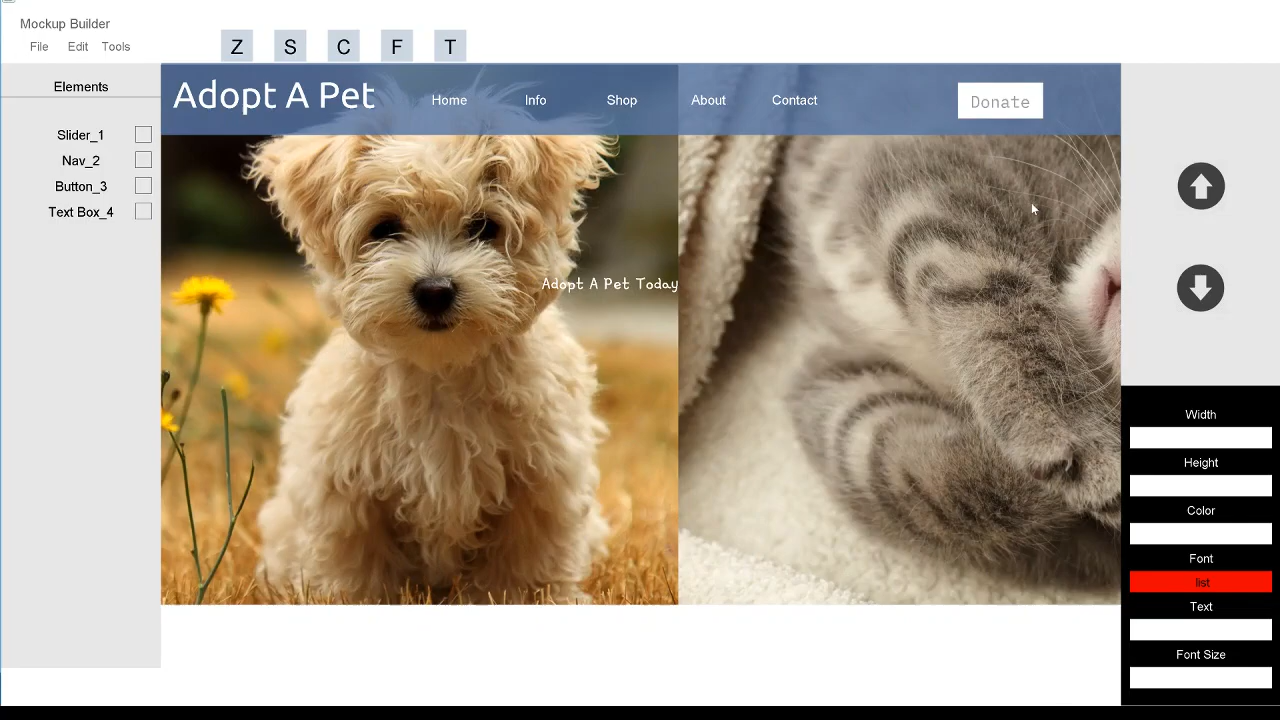 Mockup Builder
File Edit Tools
Z S C F T
Elements
Slider_1
Nav_2
Button_3
Text Box_4
Adopt A Pet
Home Info Shop About Contact
Donate
Adopt A Pet Today
Width
Height
Color
Font
list
Text
Font Size